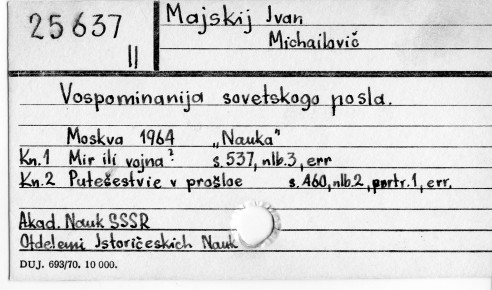 25637
II
Majskij Ivan
Michailovič
Vospominanija sovetskogo posla.
Moskva 1964 „Nauka"
Kn.1 Mir ili vojna? s.537, nlb.3, err
Kn.2 Putešestvie v prošloe s.460, nlb.2, portr.1, err.
Akad. Nauk SSSR
Otdeleni Istoričeskich Nauk
DUJ. 693/70. 10 000.